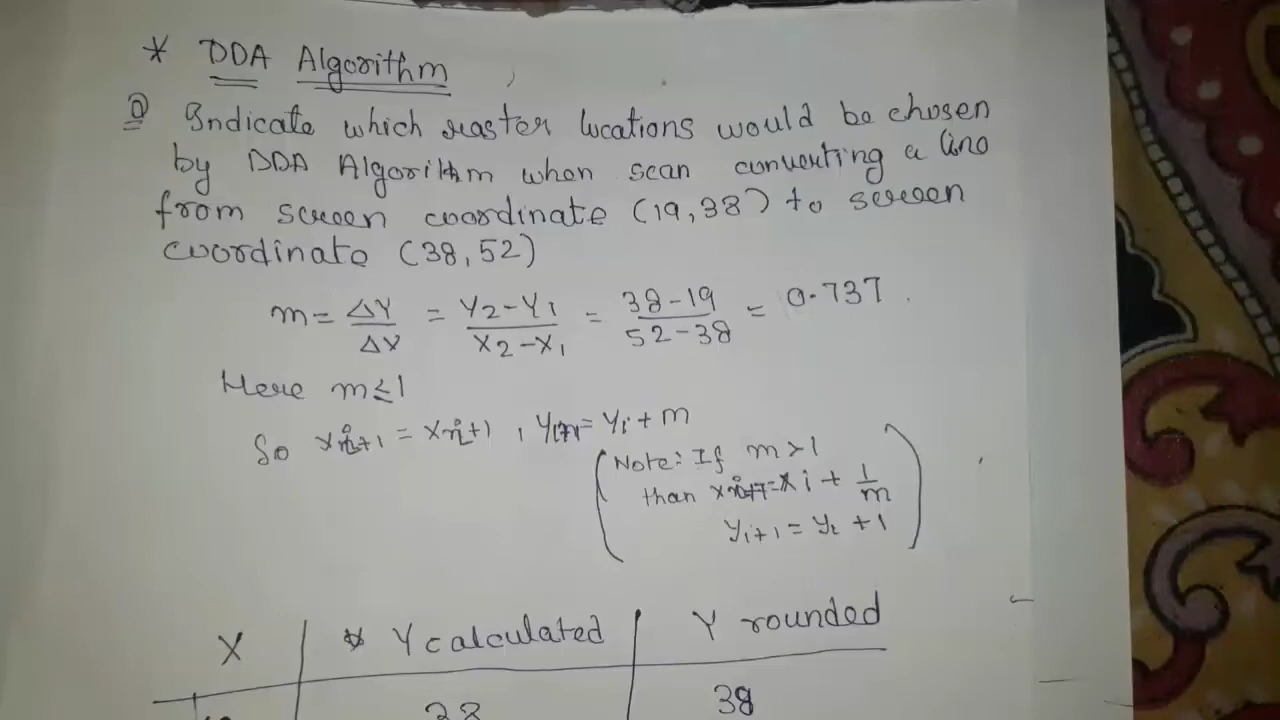 * DDA Algorithm
Q Indicate which raster locations would be chosen
by DDA Algorithm when scan converting a line
from screen coordinate (19,38) to screen
coordinate (38,52)
m = ΔY/ΔX = Y2-Y1/X2-X1 = 38-19/52-38 = 0.737.
Here m≤1
So xi+1 = xi+1, yi+1 = yi + m
(Note: If m>1
than xi+1 = xi + 1/m
yi+1 = yi + 1)
X | Y calculated | Y rounded
38 | 38